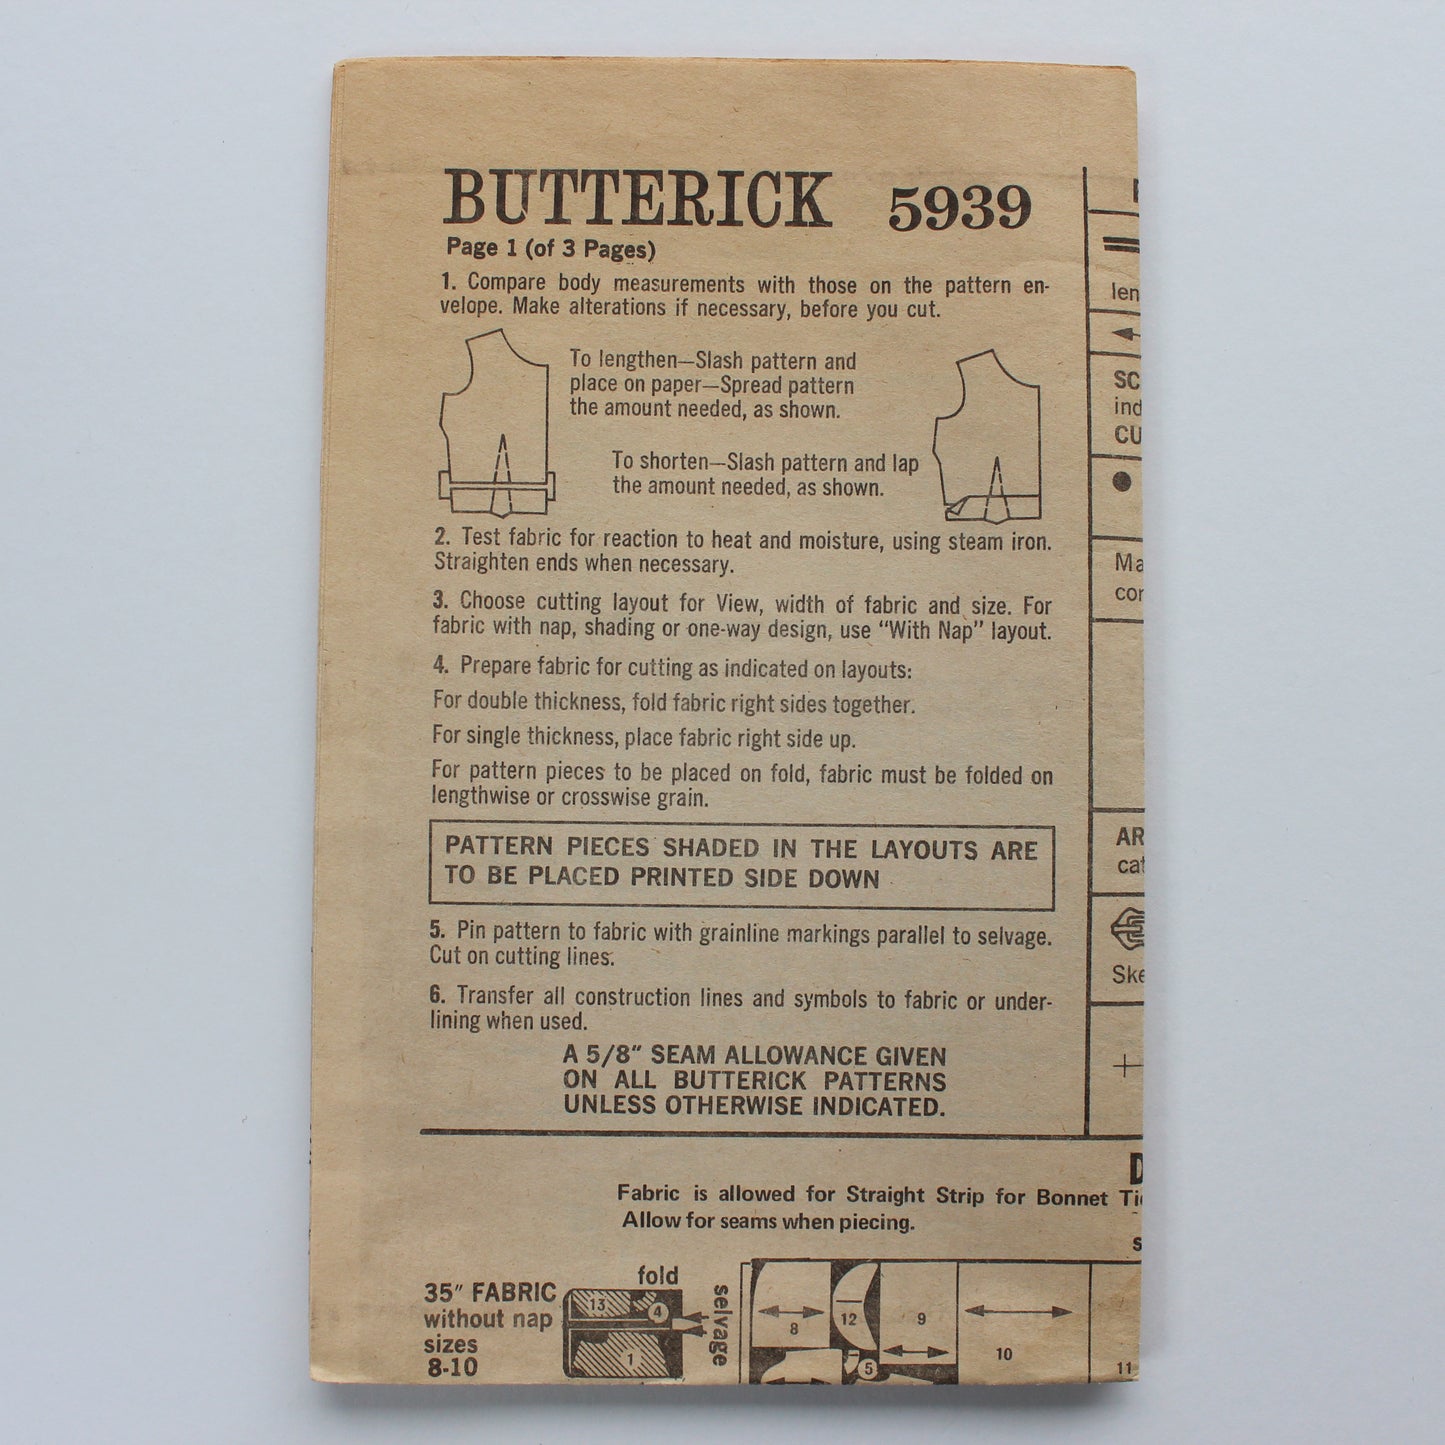 BUTTERICK 5939
Page 1 (of 3 Pages)
1. Compare body measurements with those on the pattern en-
velope. Make alterations if necessary, before you cut.
To lengthen—Slash pattern and
place on paper—Spread pattern
the amount needed, as shown.
To shorten—Slash pattern and lap
the amount needed, as shown.
2. Test fabric for reaction to heat and moisture, using steam iron.
Straighten ends when necessary.
3. Choose cutting layout for View, width of fabric and size. For
fabric with nap, shading or one-way design, use “With Nap” layout.
4. Prepare fabric for cutting as indicated on layouts:
For double thickness, fold fabric right sides together.
For single thickness, place fabric right side up.
For pattern pieces to be placed on fold, fabric must be folded on
lengthwise or crosswise grain.
PATTERN PIECES SHADED IN THE LAYOUTS ARE
TO BE PLACED PRINTED SIDE DOWN
5. Pin pattern to fabric with grainline markings parallel to selvage.
Cut on cutting lines.
6. Transfer all construction lines and symbols to fabric or under-
lining when used.
A 5/8" SEAM ALLOWANCE GIVEN
ON ALL BUTTERICK PATTERNS
UNLESS OTHERWISE INDICATED.
len
SC
ind
CU
Ma
con
AR
cat
Ske
D
Fabric is allowed for Straight Strip for Bonnet Tie
Allow for seams when piecing.
s
35" FABRIC
without nap
sizes
8-10
fold
selvage
13
4
1
8
12
9
5
10
11